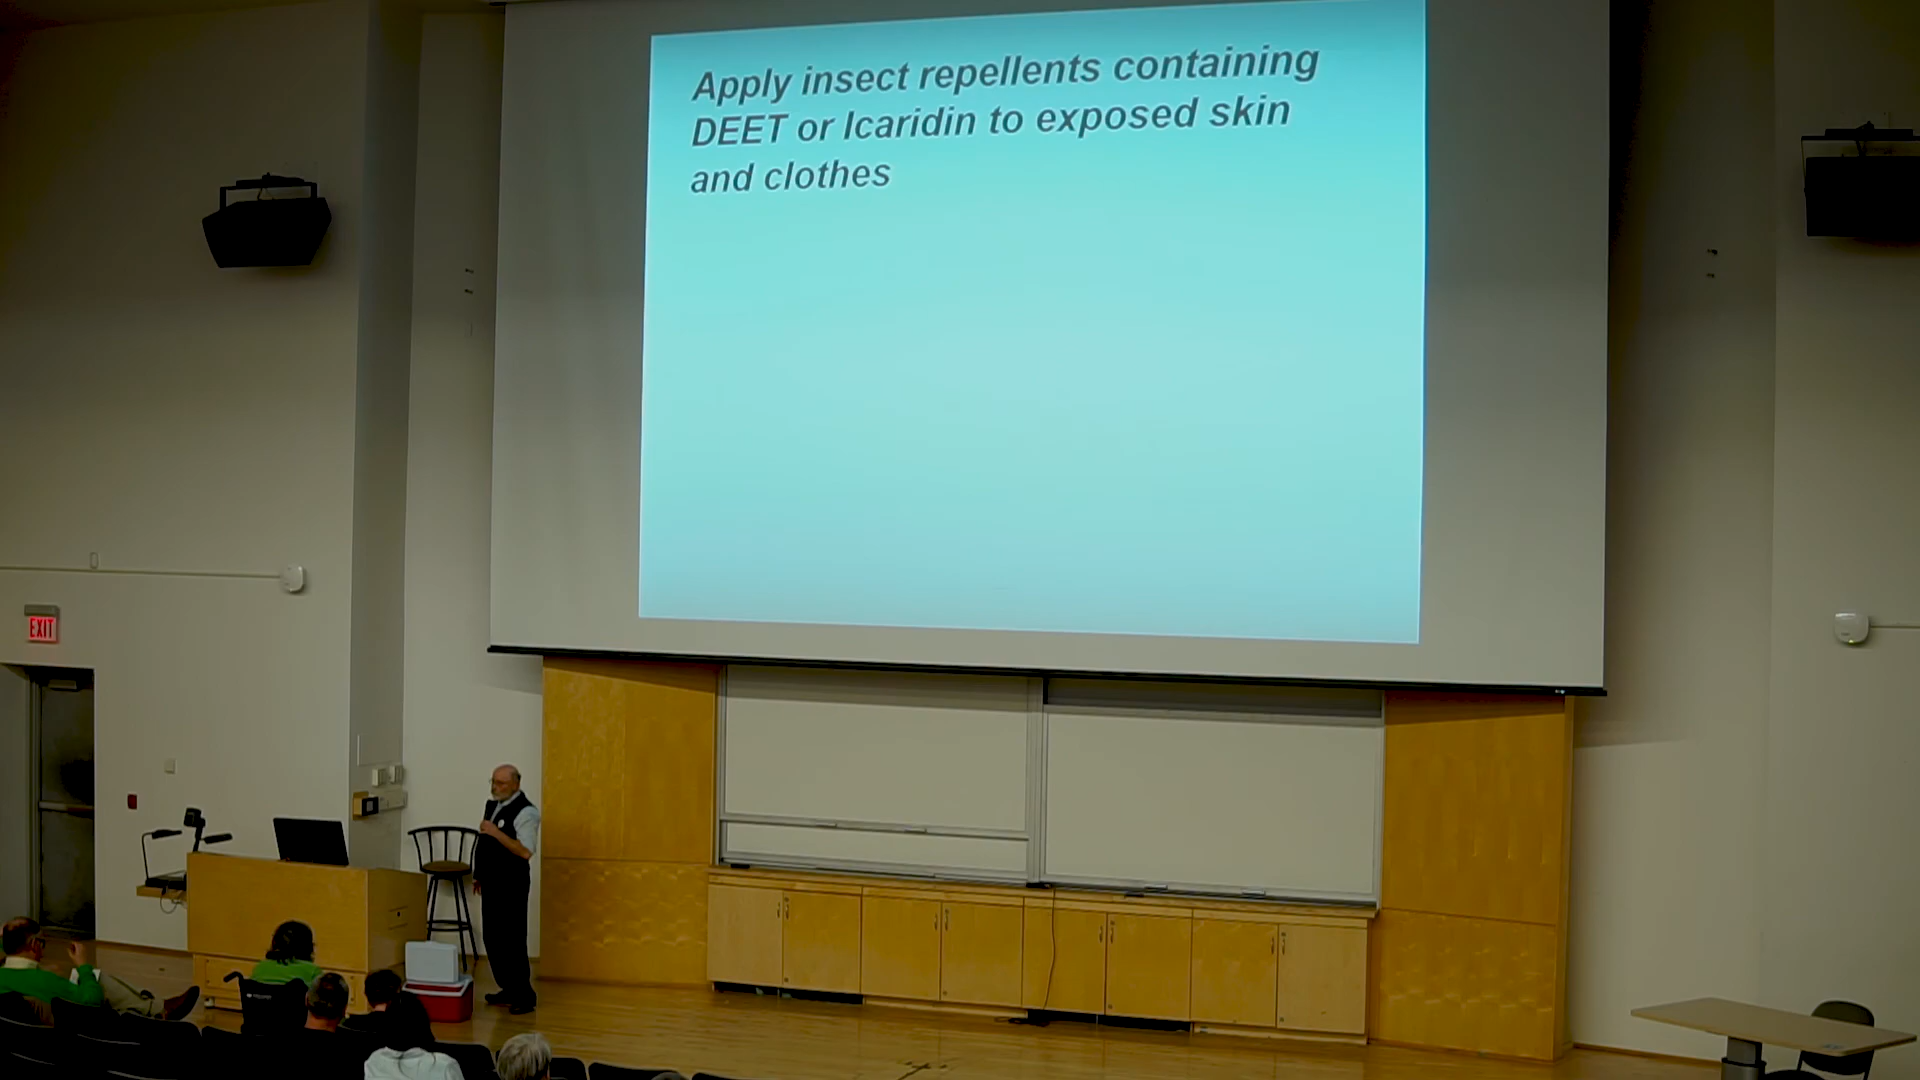 Apply insect repellents containing
DEET or Icaridin to exposed skin
and clothes
EXIT